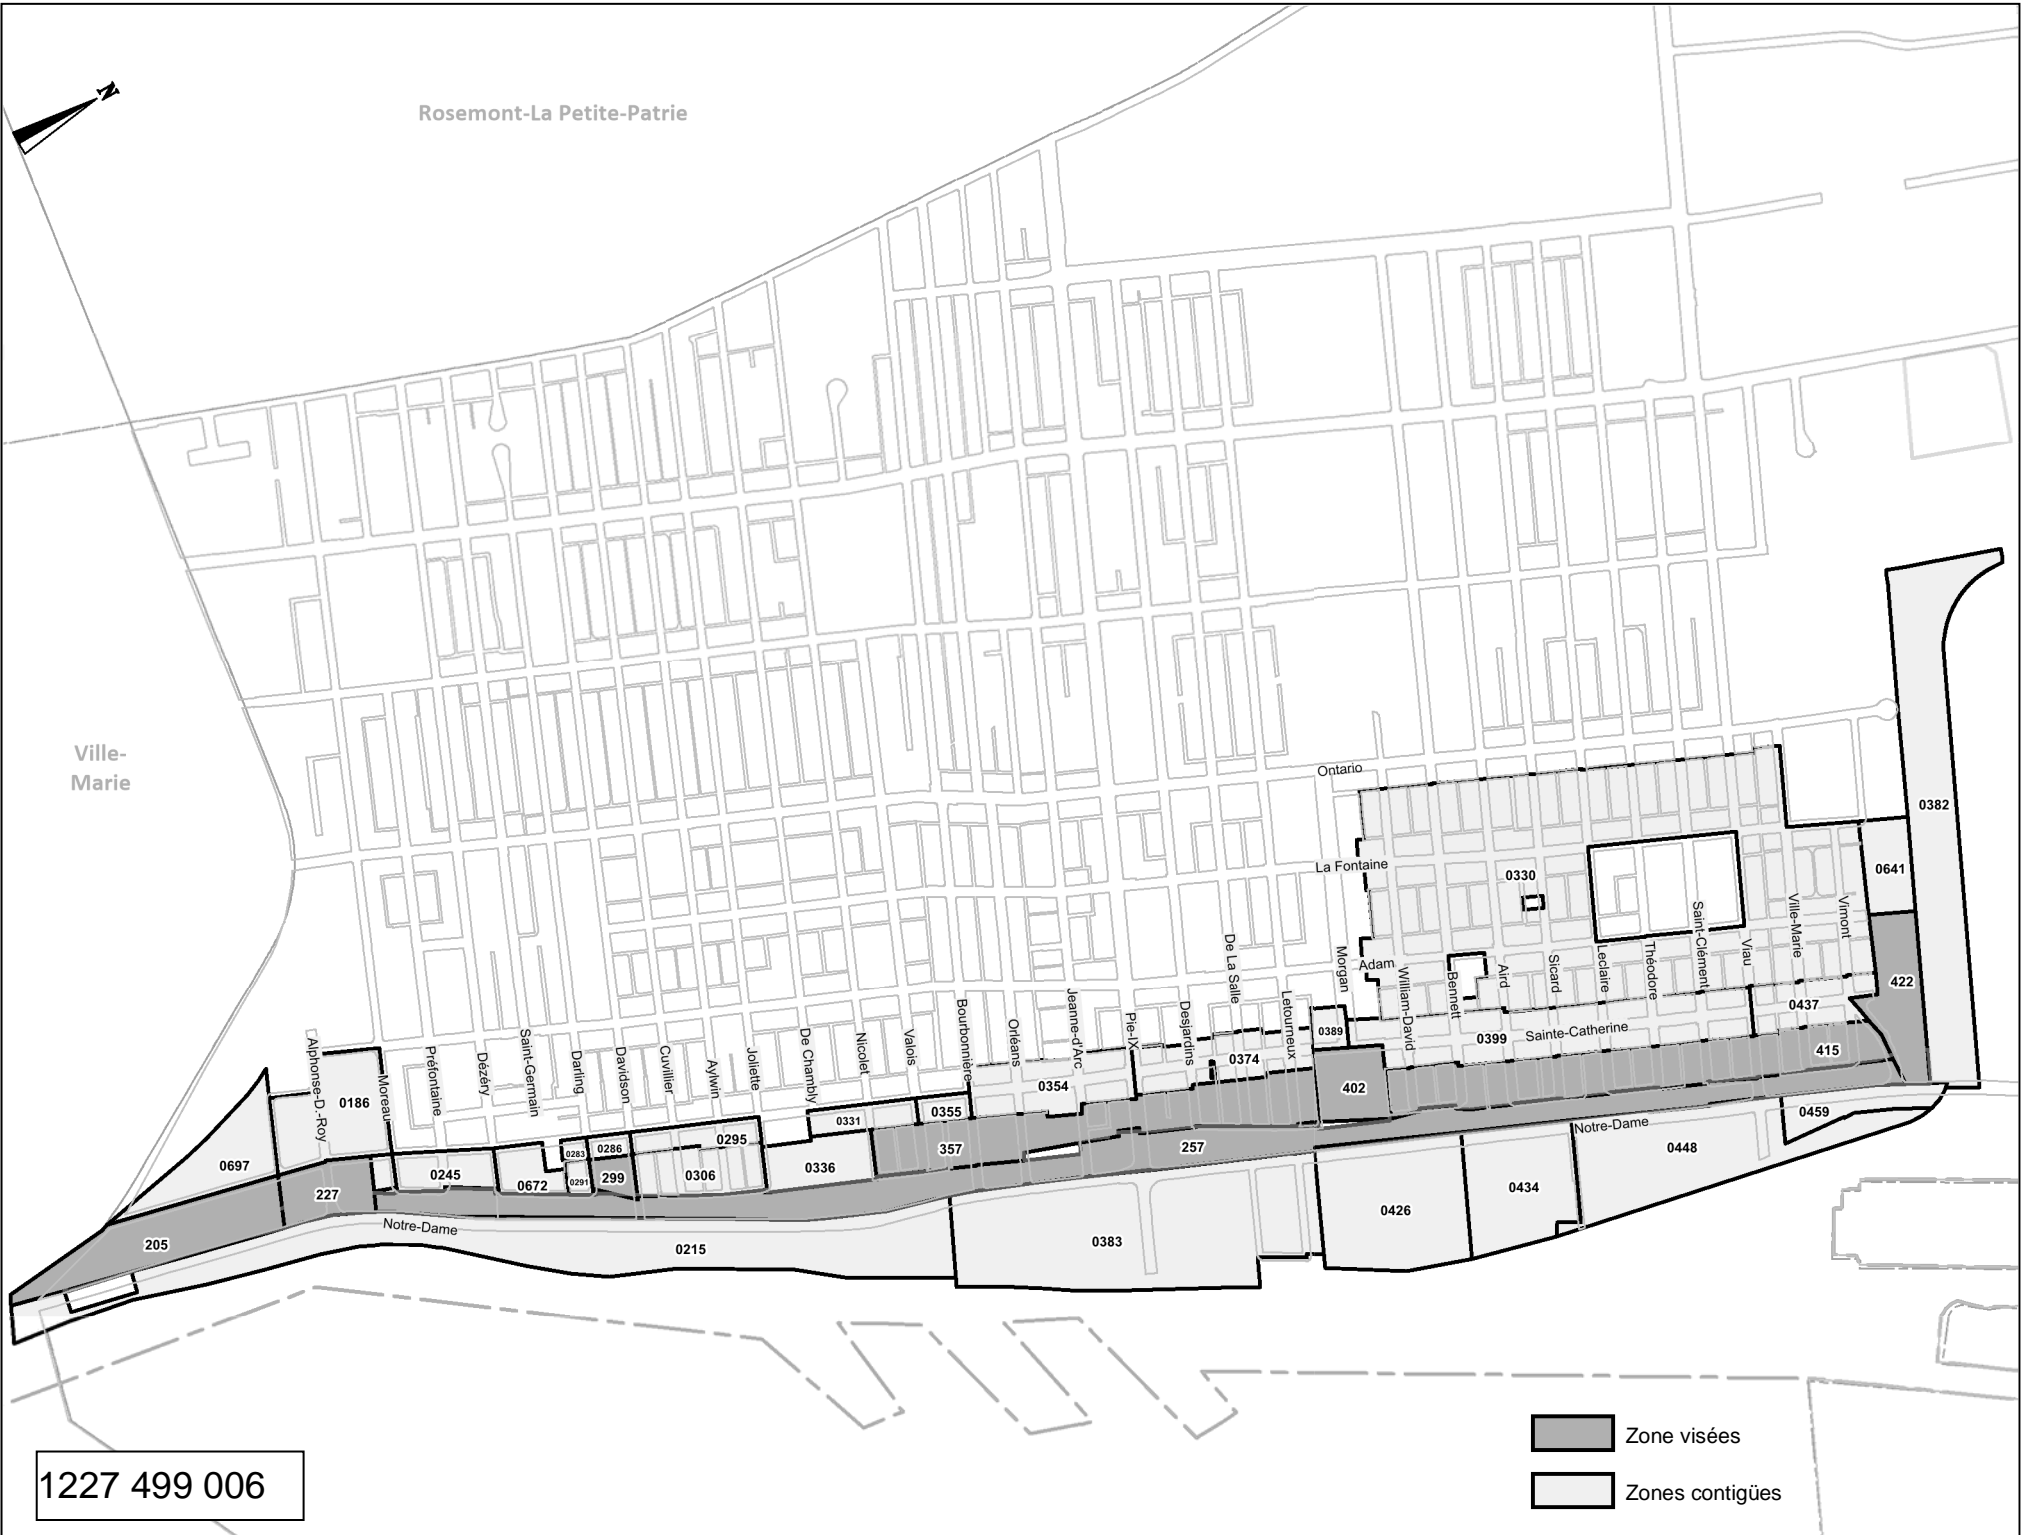 N
Rosemont-La Petite-Patrie
Ville-
Marie
Ontario
0382
La Fontaine
0330
0641
Saint-Clément
Ville-Marie
Vimont
De La Salle
Morgan
Adam
William-David
Bennett
Aird
Sicard
Leclaire
Théodore
Viau
422
Bourbonnière
Orléans
Jeanne-d'Arc
Pie-IX
Desjardins
Letourneux
0389
0437
Sainte-Catherine
0399
415
Alphonse-D.-Roy
Moreau
Préfontaine
Dézéry
Saint-Germain
Darling
Davidson
Cuvillier
Aylwin
Joliette
De Chambly
Nicolet
Valois
0374
0354
402
0186
0355
0331
0459
Notre-Dame
0295
0697
0245
0672
0283
0286
0291
299
0306
0336
357
257
0448
227
0434
0426
Notre-Dame
205
0215
0383
Zone visées
Zones contigües
1227 499 006